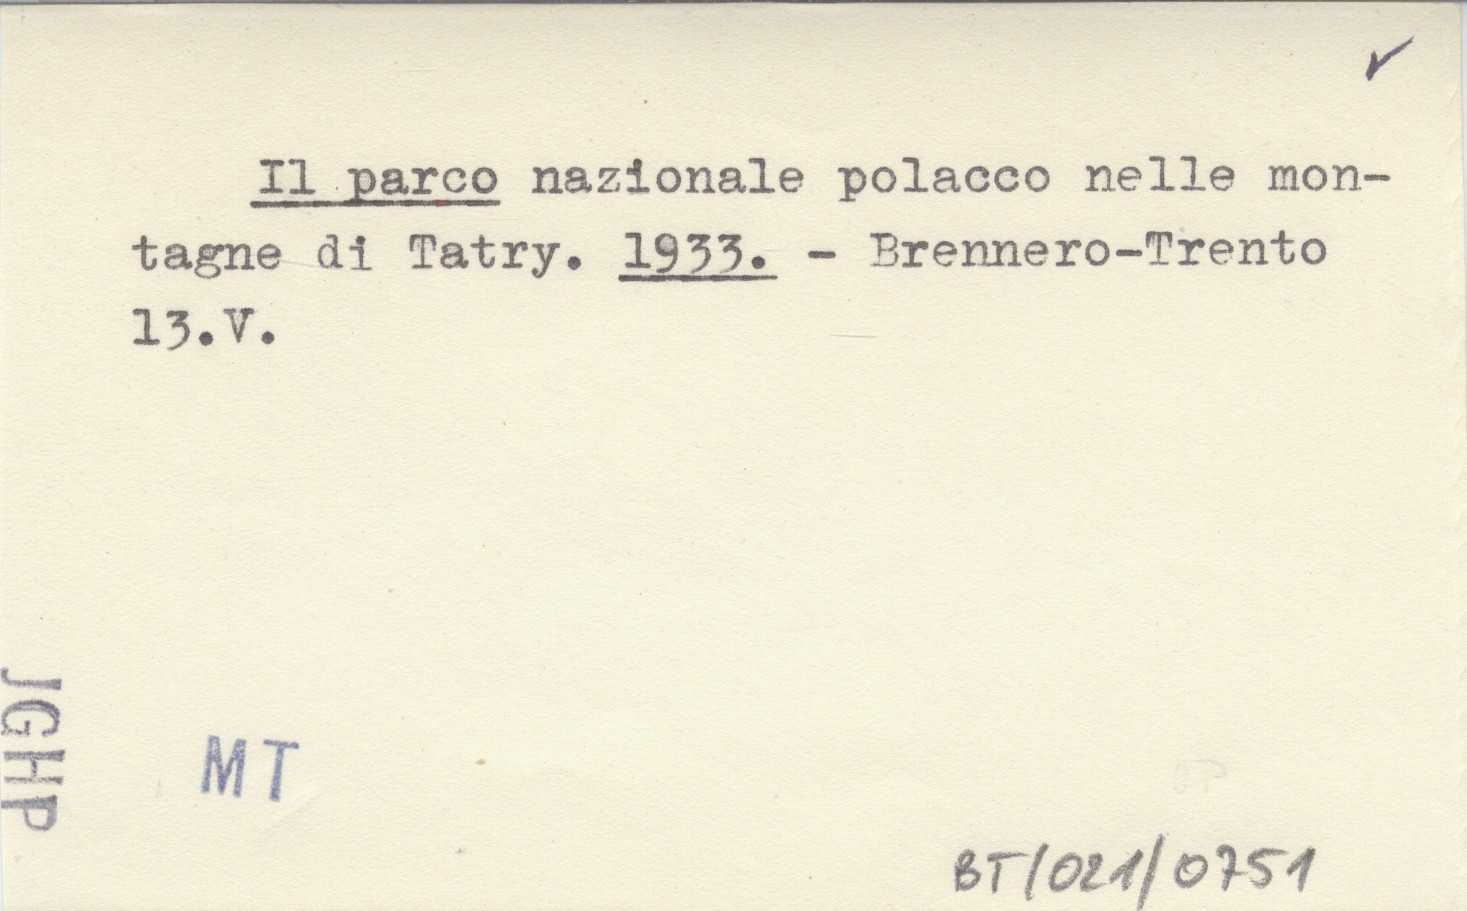 Il parco nazionale polacco nelle mon-
tagne di Tatry. 1933. - Brennero-Trento
13.V.
JGHP
MT
BT/021/0751